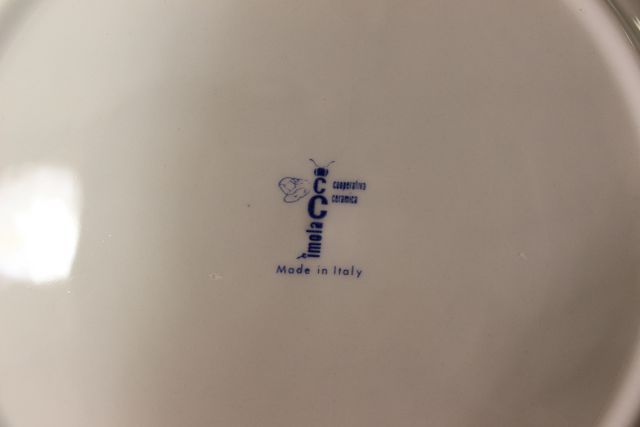 cooperativa
ceramica
imola
Made in Italy